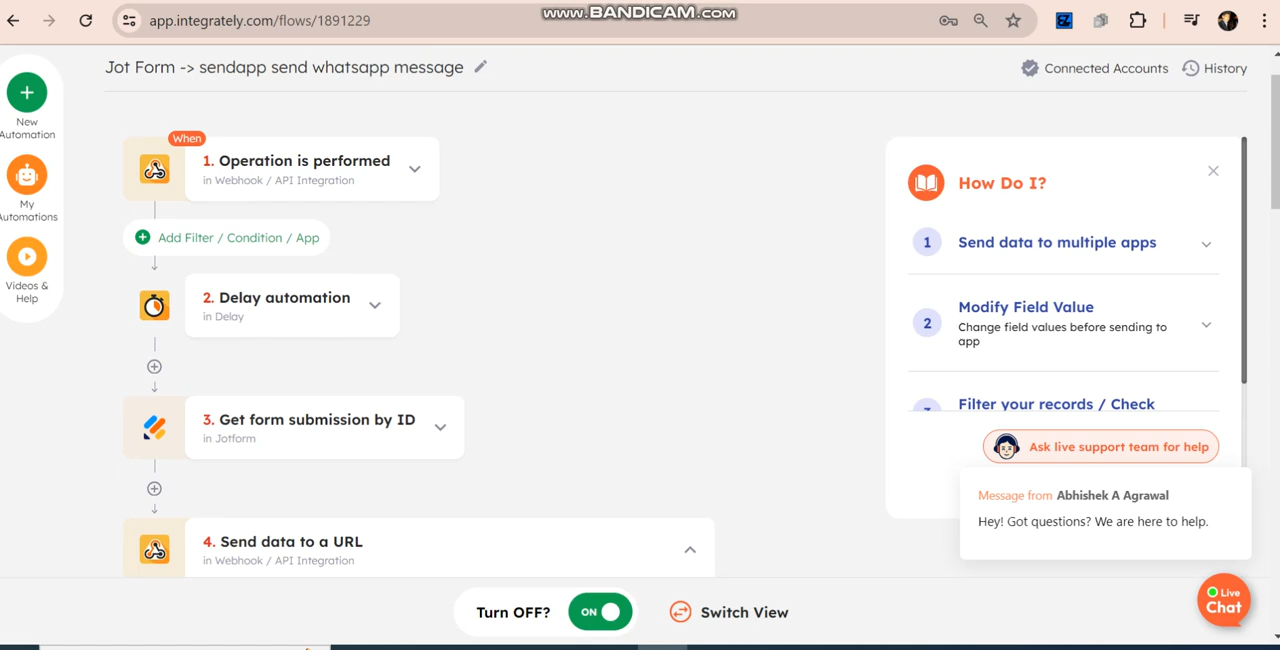 www.BANDICAM.com
app.integrately.com/flows/1891229
Jot Form -> sendapp send whatsapp message
Connected Accounts
History
New
Automation
My
Automations
Videos &
Help
When
1. Operation is performed
in Webhook / API Integration
Add Filter / Condition / App
2. Delay automation
in Delay
3. Get form submission by ID
in Jotform
4. Send data to a URL
in Webhook / API Integration
How Do I?
1
Send data to multiple apps
2
Modify Field Value
Change field values before sending to
app
3
Filter your records / Check
Ask live support team for help
Message from Abhishek A Agrawal
Hey! Got questions? We are here to help.
Live
Chat
Turn OFF?
ON
Switch View